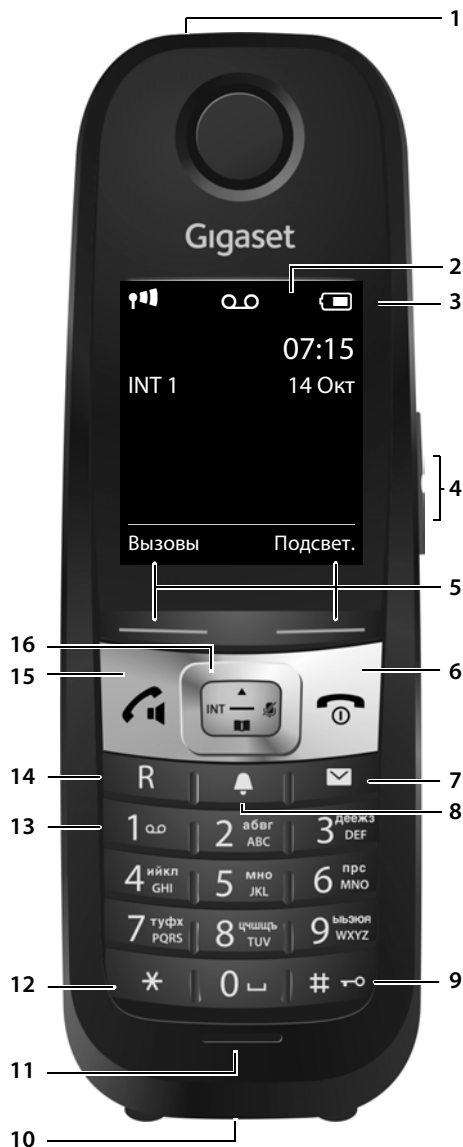 1
Gigaset
2
3
07:15
INT 1 14 Окт
4
Вызовы Подсвет.
5
16
15 6
INT
14 R 7
8
13 1 2 абвг ABC 3 деежз DEF
4 ийкл GHI 5 мно JKL 6 прс MNO
7 туфх PQRS 8 цчшщъ TUV 9 ыьэюя WXYZ
12 * 0 # 9
11
10